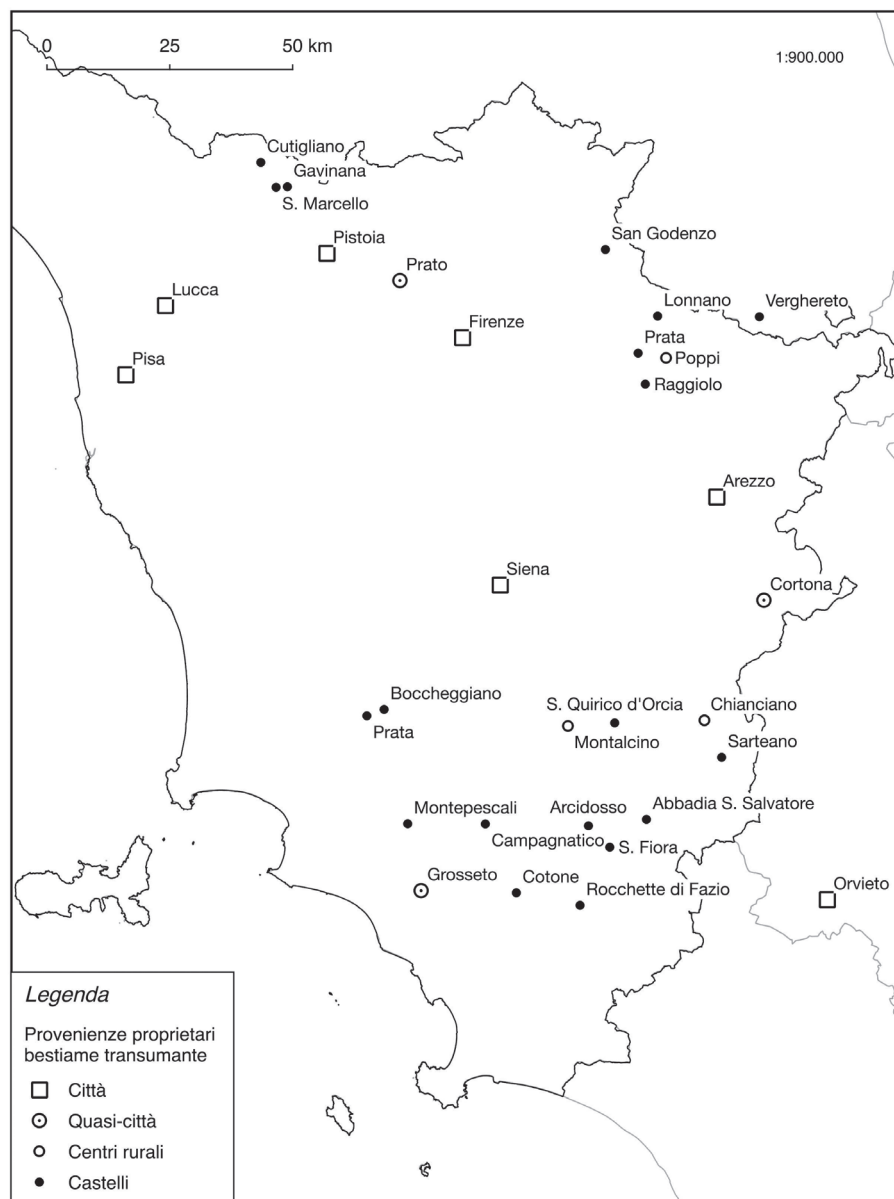 0 25 50 km
1:900.000
Cutigliano
Gavinana
S. Marcello
Pistoia
San Godenzo
Prato
Lucca
Lonnano
Verghereto
Firenze
Prata
Pisa
Poppi
Raggiolo
Arezzo
Siena
Cortona
Boccheggiano
S. Quirico d'Orcia
Chianciano
Prata
Montalcino
Sarteano
Montepescali
Arcidosso
Abbadia S. Salvatore
Campagnatico
S. Fiora
Grosseto
Cotone
Rocchette di Fazio
Orvieto
Legenda
Provenienze proprietari
bestiame transumante
Città
Quasi-città
Centri rurali
Castelli